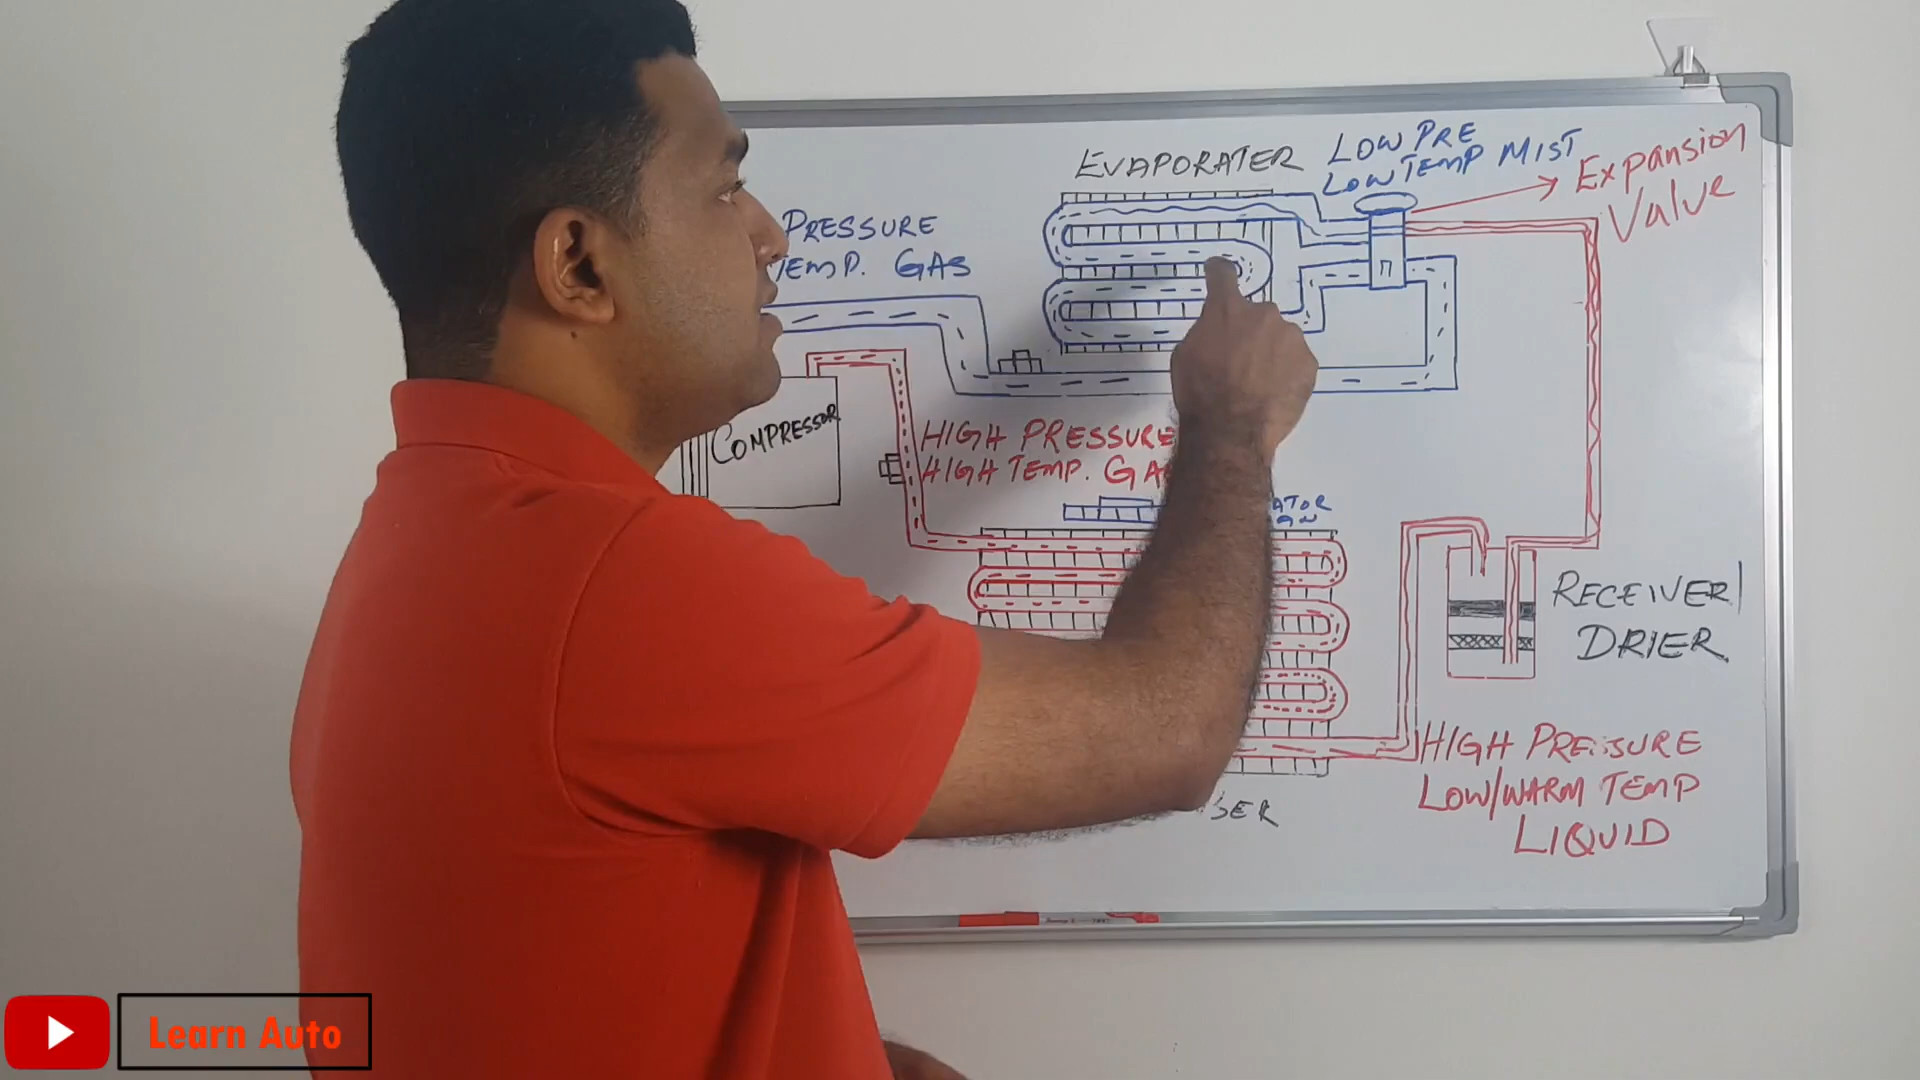 EVAPORATER
LOW PRE
LOW TEMP MIST
Expansion
Valve
PRESSURE
TEMP. GAS
COMPRESSOR
HIGH PRESSURE
HIGH TEMP. GA
RECEIVER/
DRIER
HIGH PRESSURE
LOW/WARM TEMP
LIQUID
Learn Auto